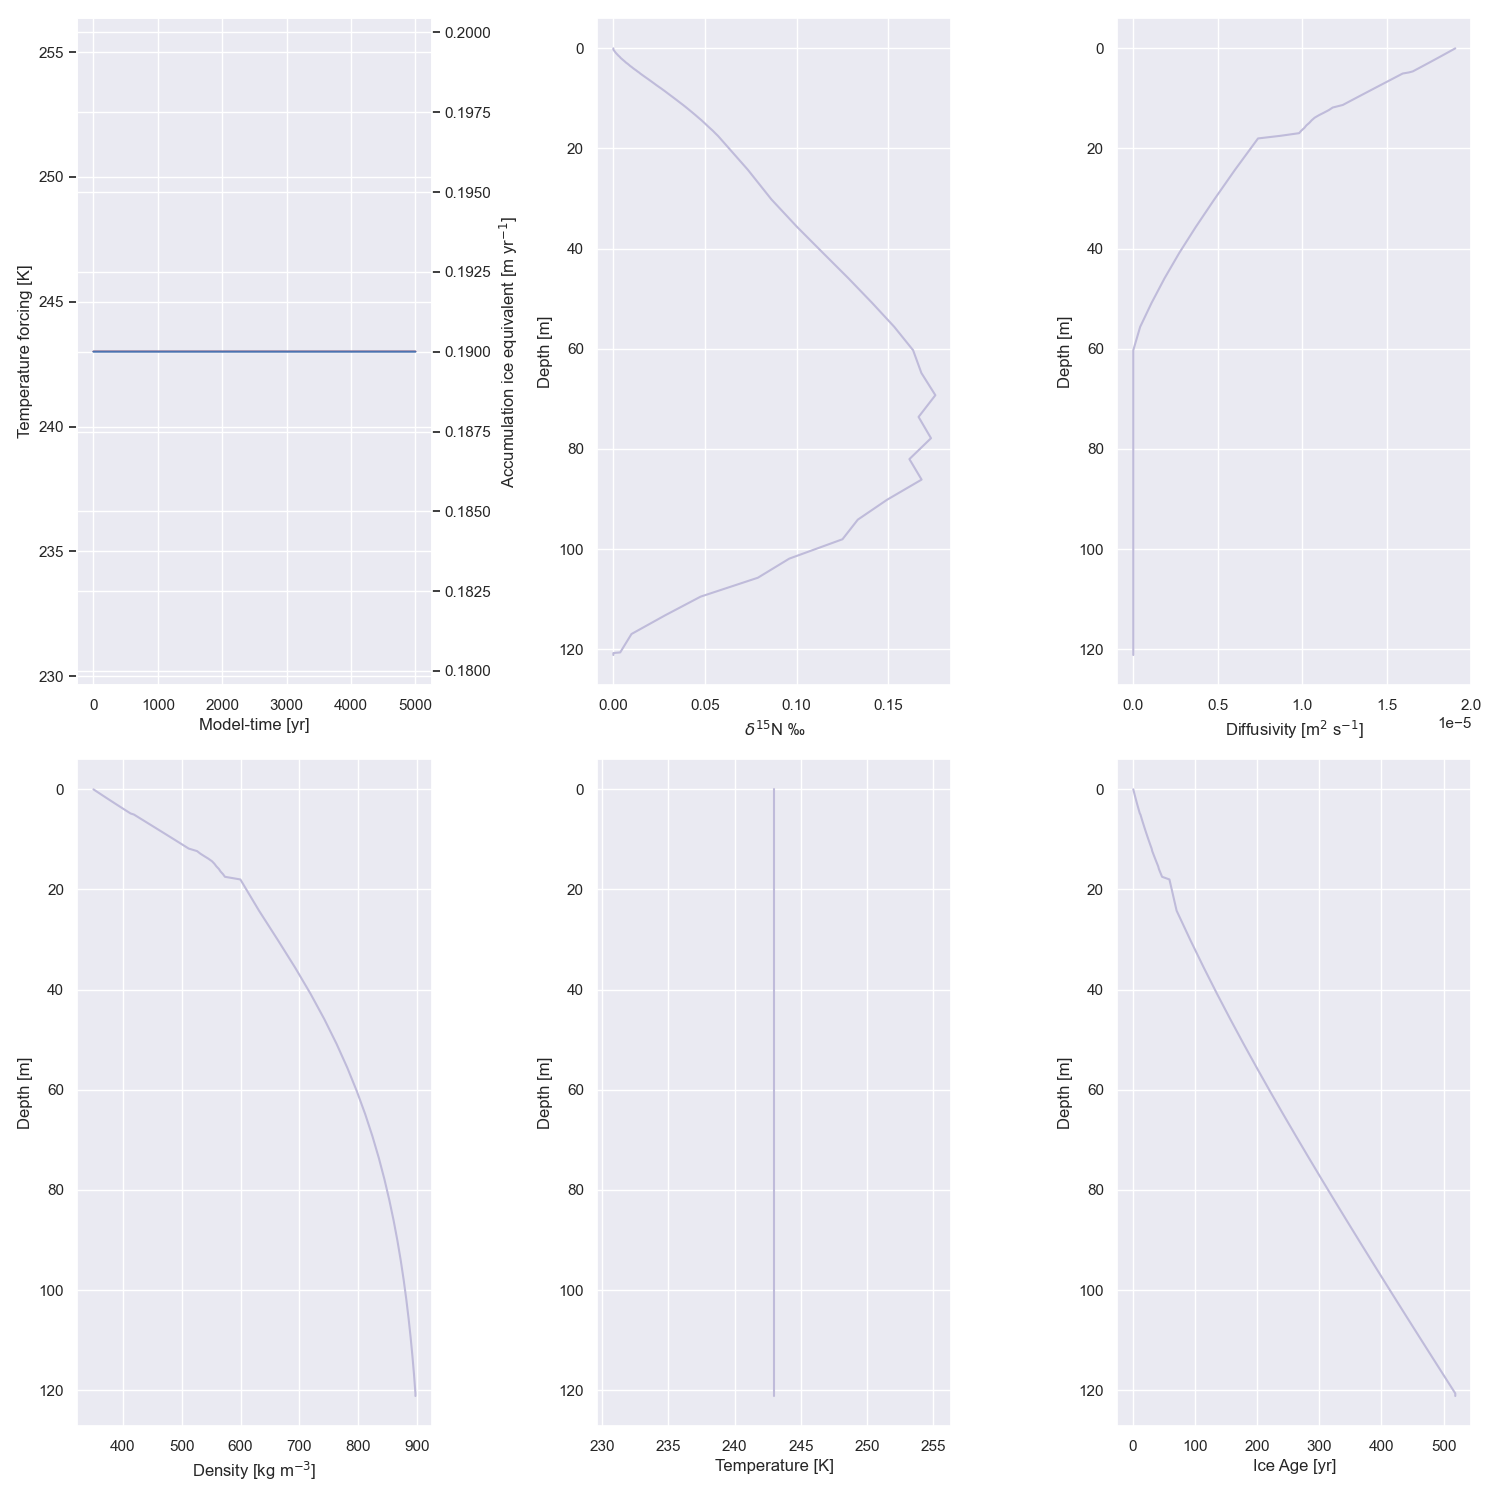 Temperature forcing [K]
255
250
245
240
235
230
0 1000 2000 3000 4000 5000
Model-time [yr]
0.2000
0.1975
0.1950
0.1925
0.1900
0.1875
0.1850
0.1825
0.1800
Accumulation ice equivalent [m yr⁻¹]
Depth [m]
0
20
40
60
80
100
120
0.00 0.05 0.10 0.15
δ¹⁵N ‰
Depth [m]
0
20
40
60
80
100
120
0.0 0.5 1.0 1.5 2.0
1e−5
Diffusivity [m² s⁻¹]
Depth [m]
0
20
40
60
80
100
120
400 500 600 700 800 900
Density [kg m⁻³]
Depth [m]
0
20
40
60
80
100
120
230 235 240 245 250 255
Temperature [K]
Depth [m]
0
20
40
60
80
100
120
0 100 200 300 400 500
Ice Age [yr]